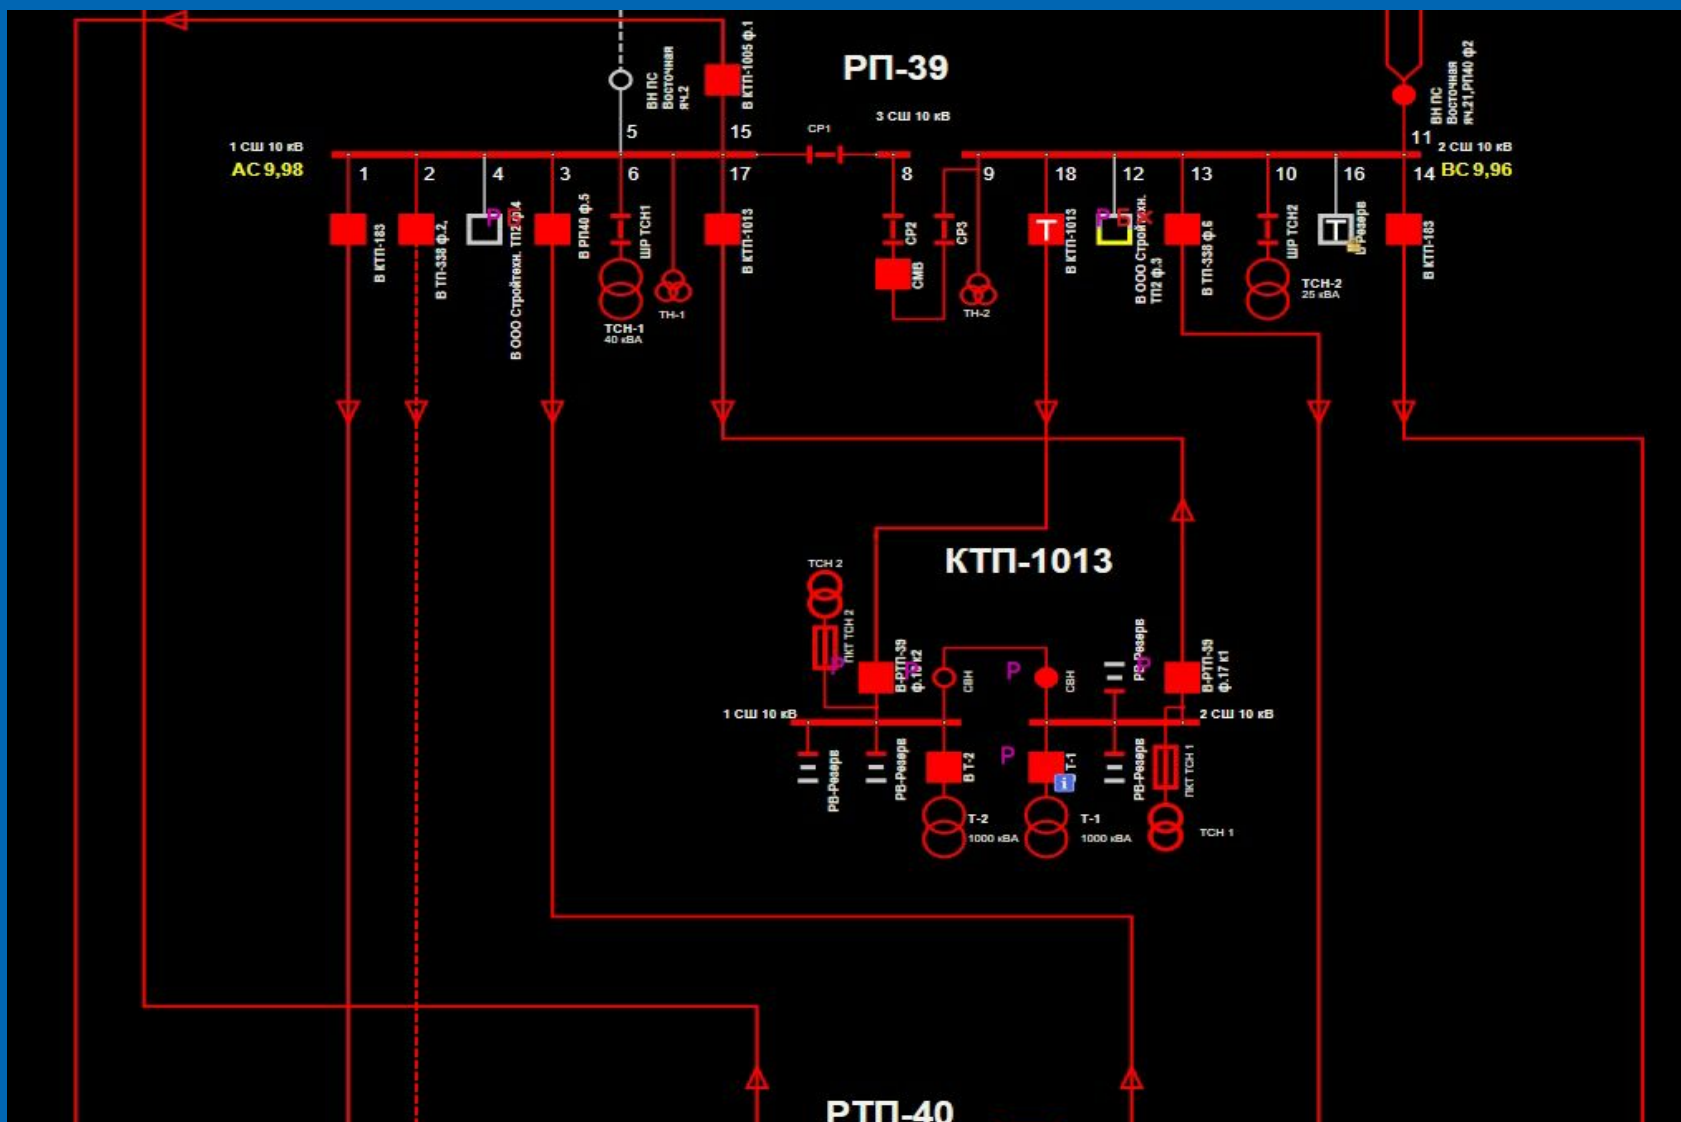 РП-39
В КТП-1005 ф.1
ВН ПС
Восточная
яч.2
ВН ПС
Восточная
яч.21,РП40 ф2
5
15
СР1
3 СШ 10 кВ
11
1 СШ 10 кВ
2 СШ 10 кВ
АС 9,98
ВС 9,96
1
2
4
3
6
17
8
9
18
12
13
10
16
14
В КТП-183
В ТП-338 ф.2,
Р
В ООО Стройтехн. ТП2 ф.4
В РП40 ф.5
ШР ТСН1
В КТП-1013
СР2
СР3
СМВ
Т
В КТП-1013
Р Б
В ООО Стройтехн.
ТП2 ф.3
В ТП-338 ф.6
ШР ТСН2
Т
В-Резерв
В КТП-183
ТСН-1
40 кВА
ТН-1
ТН-2
ТСН-2
25 кВА
КТП-1013
ТСН 2
ПКТ ТСН 2
Р
В-РТП-39
Р
СВН
Р
СВН
РВ-Резерв
Р
В-РТП-39
ф.17 к1
1 СШ 10 кВ
2 СШ 10 кВ
РВ-Резерв
РВ-Резерв
В Т-2
Р
Т-1
i
РВ-Резерв
ПКТ ТСН 1
Т-2
1000 кВА
Т-1
1000 кВА
ТСН 1
РТП-40